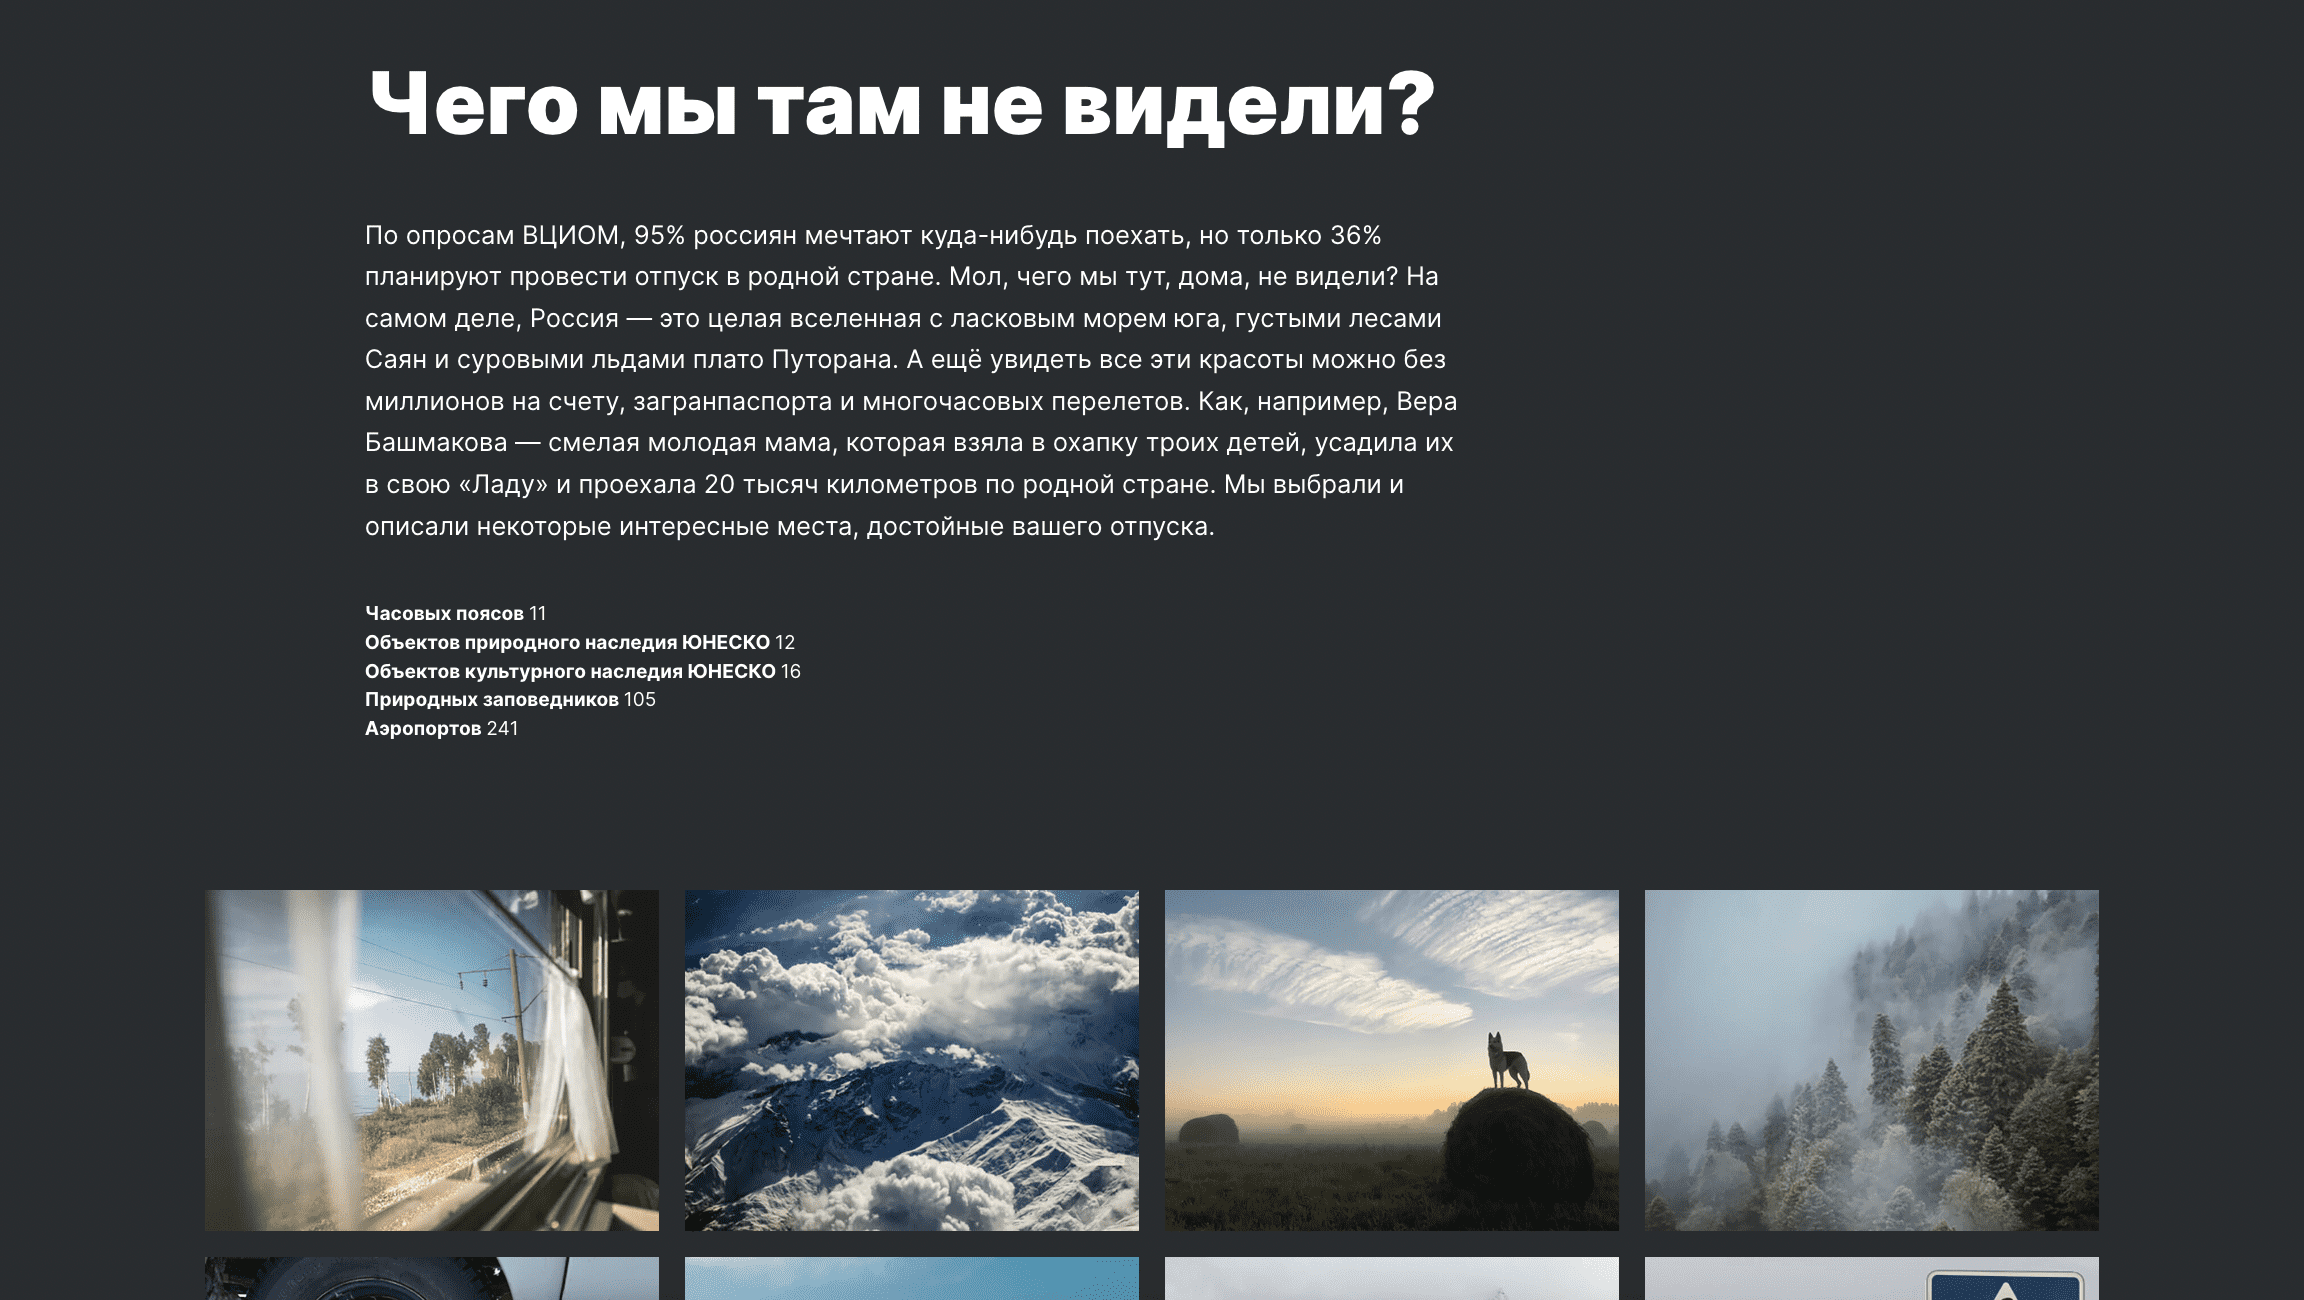 Чего мы там не видели?
По опросам ВЦИОМ, 95% россиян мечтают куда-нибудь поехать, но только 36%
планируют провести отпуск в родной стране. Мол, чего мы тут, дома, не видели? На
самом деле, Россия — это целая вселенная с ласковым морем юга, густыми лесами
Саян и суровыми льдами плато Путорана. А ещё увидеть все эти красоты можно без
миллионов на счету, загранпаспорта и многочасовых перелетов. Как, например, Вера
Башмакова — смелая молодая мама, которая взяла в охапку троих детей, усадила их
в свою «Ладу» и проехала 20 тысяч километров по родной стране. Мы выбрали и
описали некоторые интересные места, достойные вашего отпуска.
Часовых поясов 11
Объектов природного наследия ЮНЕСКО 12
Объектов культурного наследия ЮНЕСКО 16
Природных заповедников 105
Аэропортов 241